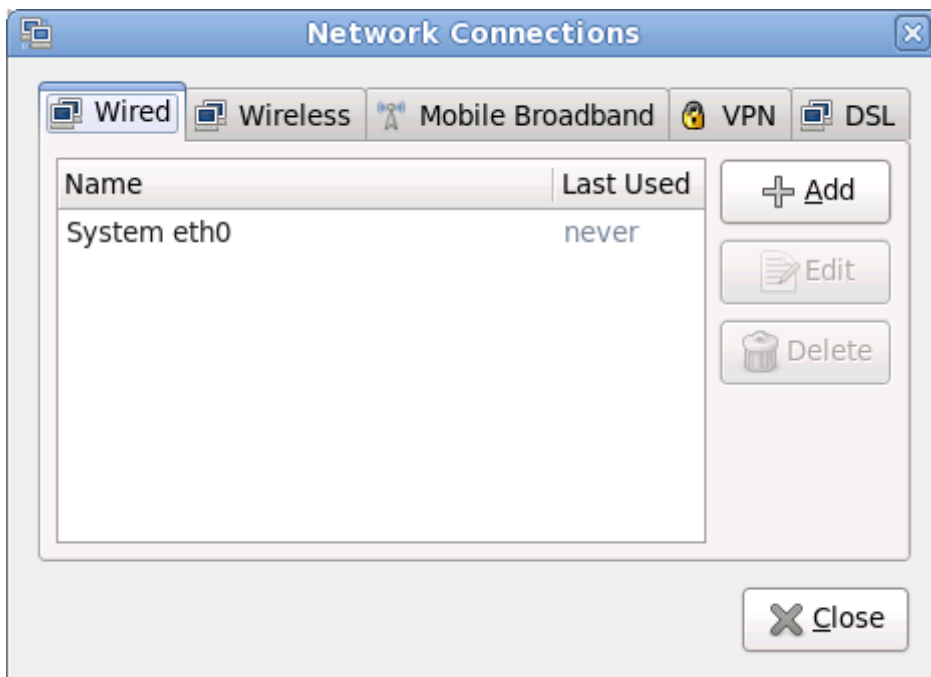 Network Connections
Wired Wireless Mobile Broadband VPN DSL
Name Last Used
System eth0 never
Add
Edit
Delete
Close